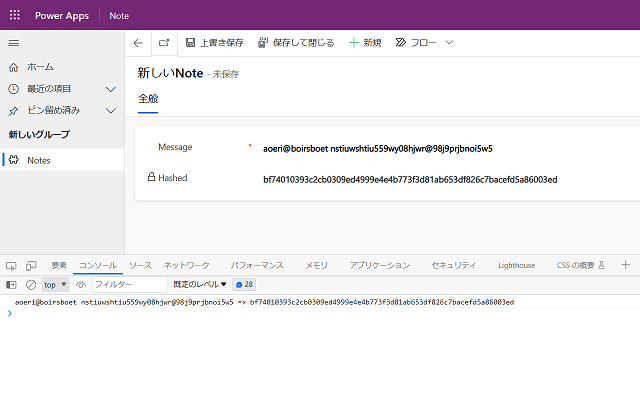 Power Apps Note
上書き保存 保存して閉じる 新規 フロー
ホーム
最近の項目
ピン留め済み
新しいグループ
Notes
新しいNote - 未保存
全般
Message * aoeri@boirsboet nstiuwshtiu559wy08hjwr@98j9prjbnoi5w5
Hashed bf74010393c2cb0309ed4999e4e4b773f3d81ab653df826c7bacefd5a86003ed
要素 コンソール ソース ネットワーク パフォーマンス メモリ アプリケーション セキュリティ Lighthouse CSS の概要
top フィルター 既定のレベル 28
aoeri@boirsboet nstiuwshtiu559wy08hjwr@98j9prjbnoi5w5 => bf74010393c2cb0309ed4999e4e4b773f3d81ab653df826c7bacefd5a86003ed